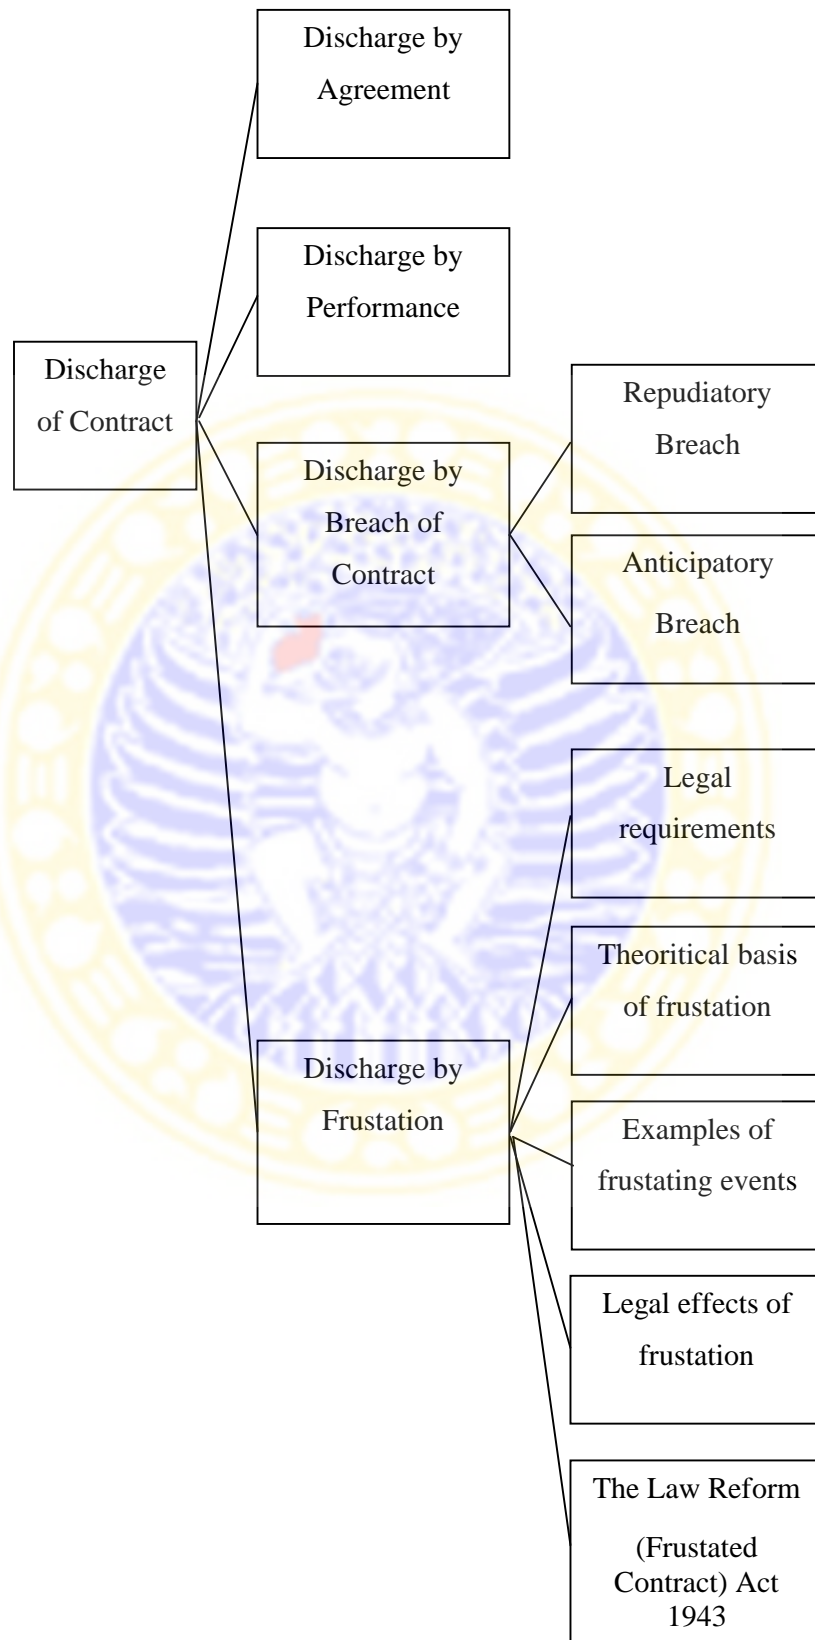 Discharge by
Agreement
Discharge by
Performance
Discharge
of Contract
Discharge by
Breach of
Contract
Repudiatory
Breach
Anticipatory
Breach
Discharge by
Frustation
Legal
requirements
Theoritical basis
of frustation
Examples of
frustating events
Legal effects of
frustation
The Law Reform
(Frustated
Contract) Act
1943